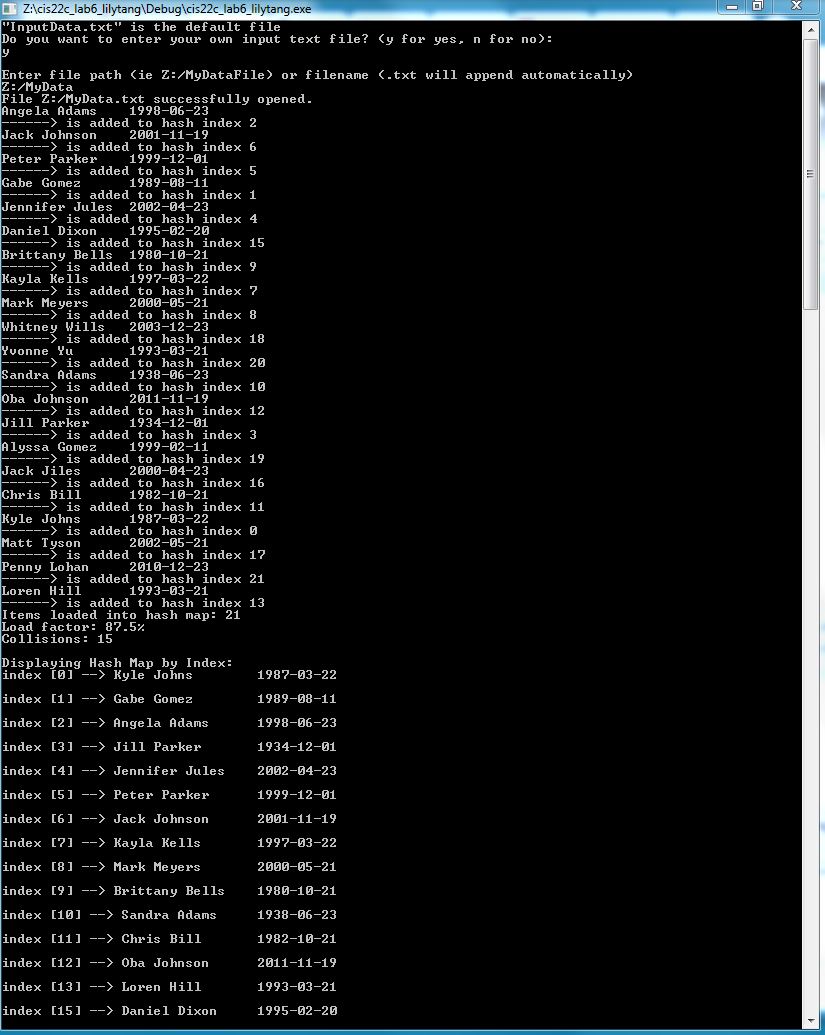 Z:\cis22c_lab6_lilytang\Debug\cis22c_lab6_lilytang.exe
"InputData.txt" is the default file
Do you want to enter your own input text file? (y for yes, n for no):
y
Enter file path (ie Z:/MyDataFile) or filename (.txt will append automatically)
Z:/MyData
File Z:/MyData.txt successfully opened.
Angela Adams    1998-06-23
------> is added to hash index 2
Jack Johnson    2001-11-19
------> is added to hash index 6
Peter Parker    1999-12-01
------> is added to hash index 5
Gabe Gomez      1989-08-11
------> is added to hash index 1
Jennifer Jules  2002-04-23
------> is added to hash index 4
Daniel Dixon    1995-02-20
------> is added to hash index 15
Brittany Bells  1980-10-21
------> is added to hash index 9
Kayla Kells     1997-03-22
------> is added to hash index 7
Mark Meyers     2000-05-21
------> is added to hash index 8
Whitney Wills   2003-12-23
------> is added to hash index 18
Yvonne Yu       1993-03-21
------> is added to hash index 20
Sandra Adams    1938-06-23
------> is added to hash index 10
Oba Johnson     2011-11-19
------> is added to hash index 12
Jill Parker     1934-12-01
------> is added to hash index 3
Alyssa Gomez    1999-02-11
------> is added to hash index 19
Jack Jiles      2000-04-23
------> is added to hash index 16
Chris Bill      1982-10-21
------> is added to hash index 11
Kyle Johns      1987-03-22
------> is added to hash index 0
Matt Tyson      2002-05-21
------> is added to hash index 17
Penny Lohan     2010-12-23
------> is added to hash index 21
Loren Hill      1993-03-21
------> is added to hash index 13
Items loaded into hash map: 21
Load factor: 87.5%
Collisions: 15
Displaying Hash Map by Index:
index [0] --> Kyle Johns        1987-03-22
index [1] --> Gabe Gomez        1989-08-11
index [2] --> Angela Adams      1998-06-23
index [3] --> Jill Parker       1934-12-01
index [4] --> Jennifer Jules    2002-04-23
index [5] --> Peter Parker      1999-12-01
index [6] --> Jack Johnson      2001-11-19
index [7] --> Kayla Kells       1997-03-22
index [8] --> Mark Meyers       2000-05-21
index [9] --> Brittany Bells    1980-10-21
index [10] --> Sandra Adams     1938-06-23
index [11] --> Chris Bill       1982-10-21
index [12] --> Oba Johnson      2011-11-19
index [13] --> Loren Hill       1993-03-21
index [15] --> Daniel Dixon     1995-02-20